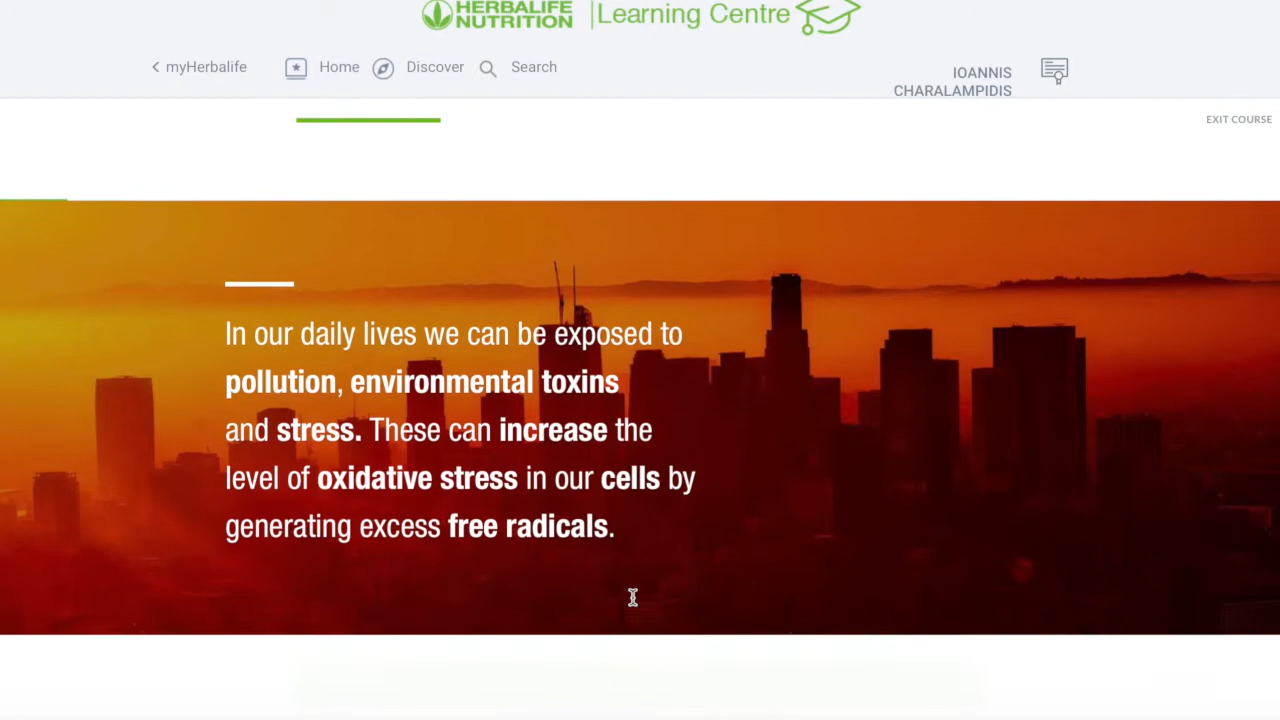 HERBALIFE
NUTRITION
Learning Centre
myHerbalife Home Discover Search
IOANNIS
CHARALAMPIDIS
EXIT COURSE
In our daily lives we can be exposed to
pollution, environmental toxins
and stress. These can increase the
level of oxidative stress in our cells by
generating excess free radicals.